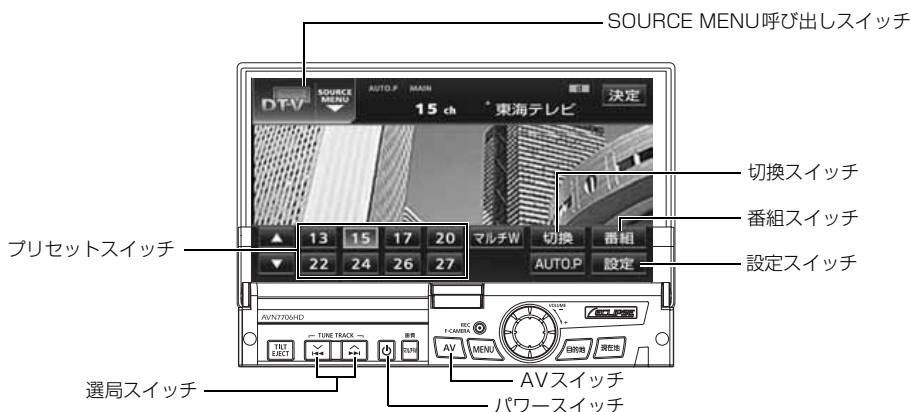 SOURCE MENU呼び出しスイッチ
DT-V
SOURCE MENU
AUTO.P MAIN
15 ch
東海テレビ
決定
切換スイッチ
番組スイッチ
プリセットスイッチ
13 15 17 20 マルチW 切換 番組
22 24 26 27 AUTO.P 設定
設定スイッチ
AVN7706HD
TUNE TRACK
REC
F-CAMERA
VOLUME
ECLIPSE
TILT
EJECT
AV
MENU
目的地
現在地
選局スイッチ
AVスイッチ
パワースイッチ